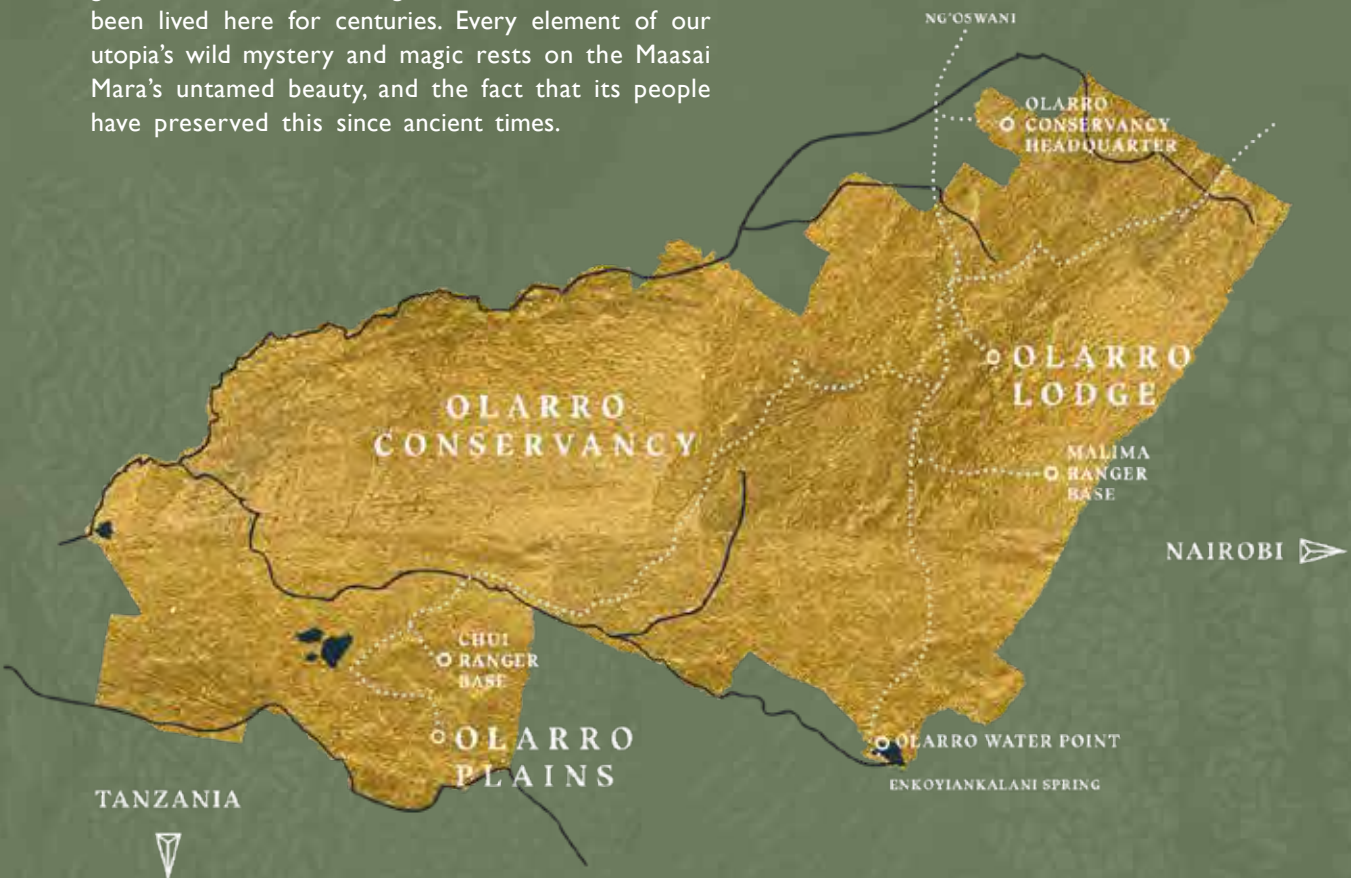 been lived here for centuries. Every element of our
utopia's wild mystery and magic rests on the Maasai
Mara's untamed beauty, and the fact that its people
have preserved this since ancient times.
NG'OSWANI
OLARRO
CONSERVANCY
HEADQUARTER
OLARRO
LODGE
OLARRO
CONSERVANCY
MALIMA
RANGER
BASE
NAIROBI
CHUI
RANGER
BASE
OLARRO
PLAINS
OLARRO WATER POINT
ENKOYIANKALANI SPRING
TANZANIA